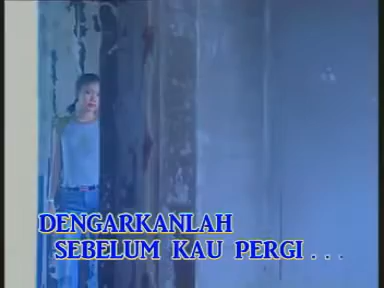 DENGARKANLAH
SEBELUM KAU PERGI . . .